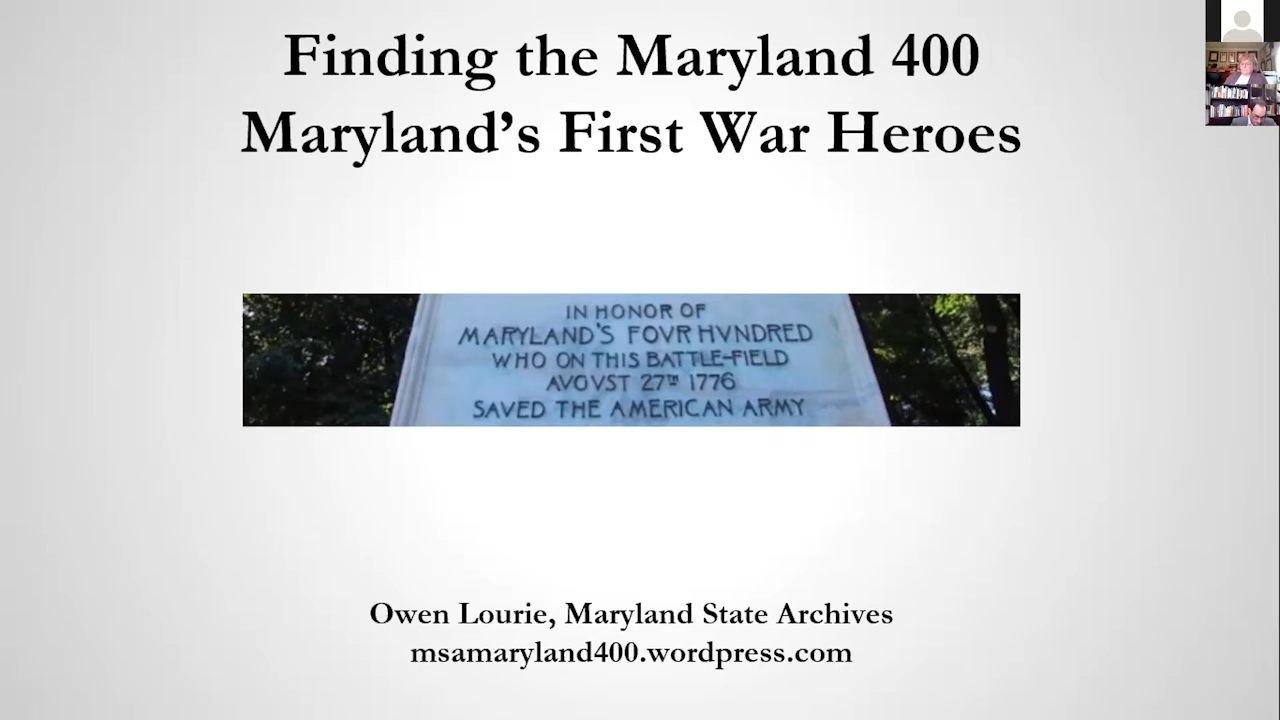 Finding the Maryland 400
Maryland's First War Heroes
IN HONOR OF
MARYLAND'S FOVR HVNDRED
WHO ON THIS BATTLE-FIELD
AVGVST 27TH 1776
SAVED THE AMERICAN ARMY
Owen Lourie, Maryland State Archives
msamaryland400.wordpress.com